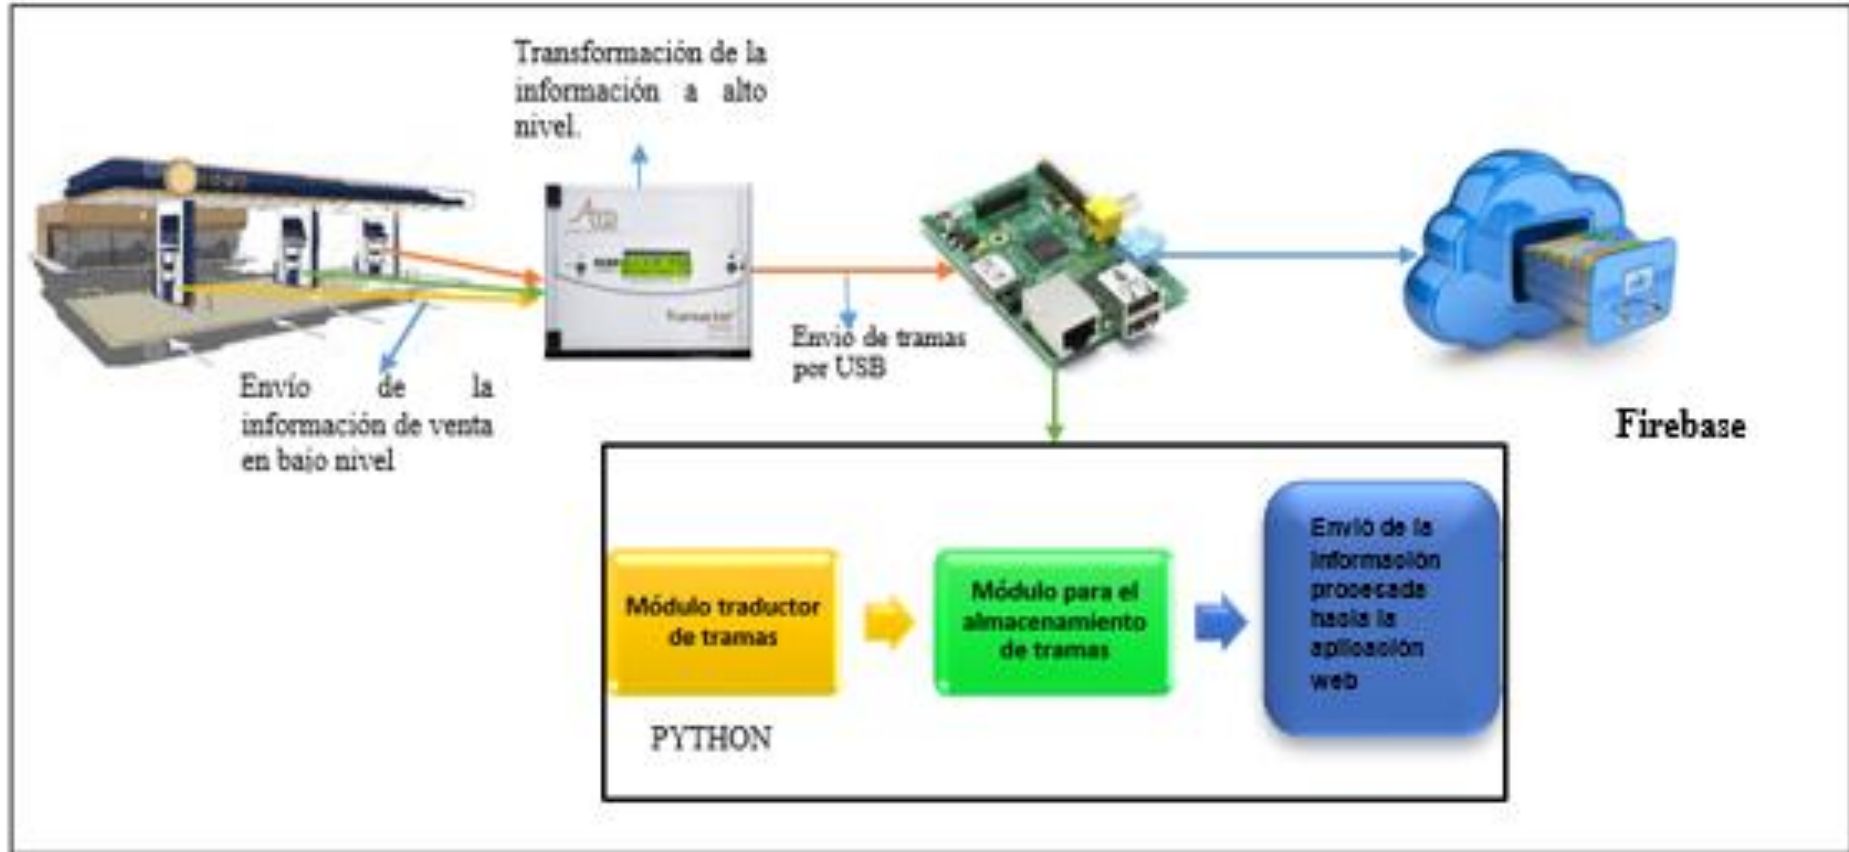 Transformación de la
información a alto
nivel.
Envío de la
información de venta
en bajo nivel
Envió de tramas
por USB
Firebase
Módulo traductor
de tramas
Módulo para el
almacenamiento
de tramas
Envió de la
información
procesada
hacia la
aplicación
web
PYTHON